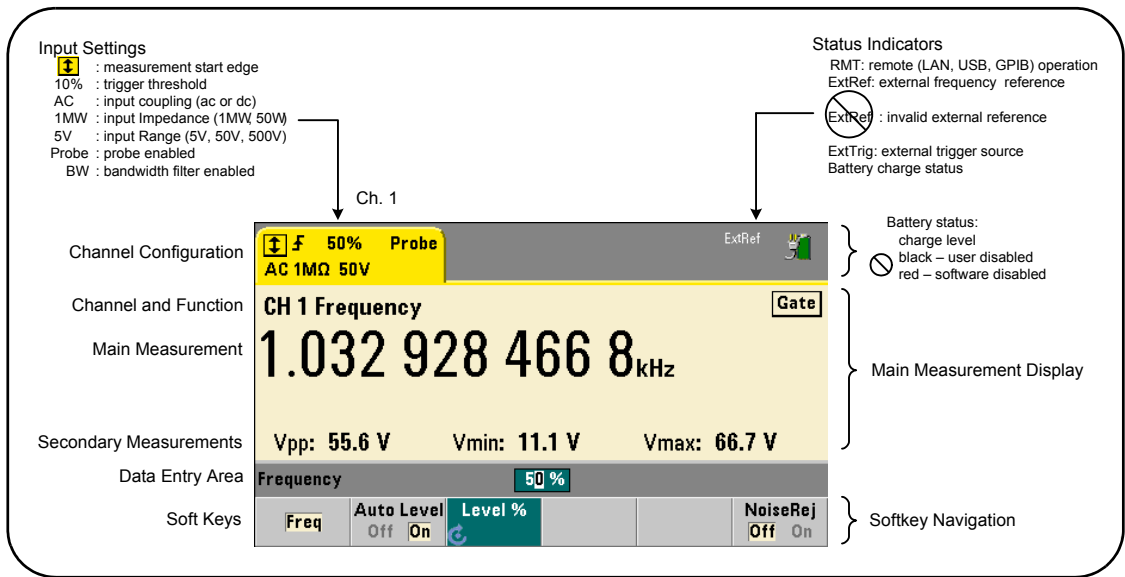 Input Settings
: measurement start edge
10% : trigger threshold
AC : input coupling (ac or dc)
1MW : input Impedance (1MW, 50W)
5V : input Range (5V, 50V, 500V)
Probe : probe enabled
BW : bandwidth filter enabled
Status Indicators
RMT: remote (LAN, USB, GPIB) operation
ExtRef: external frequency reference
ExtRef : invalid external reference
ExtTrig: external trigger source
Battery charge status
Ch. 1
Channel Configuration
50% Probe
AC 1MΩ 50V
ExtRef
Battery status:
charge level
black – user disabled
red – software disabled
Channel and Function
CH 1 Frequency
Gate
Main Measurement
1.032 928 466 8 kHz
Main Measurement Display
Secondary Measurements
Vpp: 55.6 V Vmin: 11.1 V Vmax: 66.7 V
Data Entry Area
Frequency 50 %
Soft Keys
Freq
Auto Level
Off On
Level %
NoiseRej
Off On
Softkey Navigation